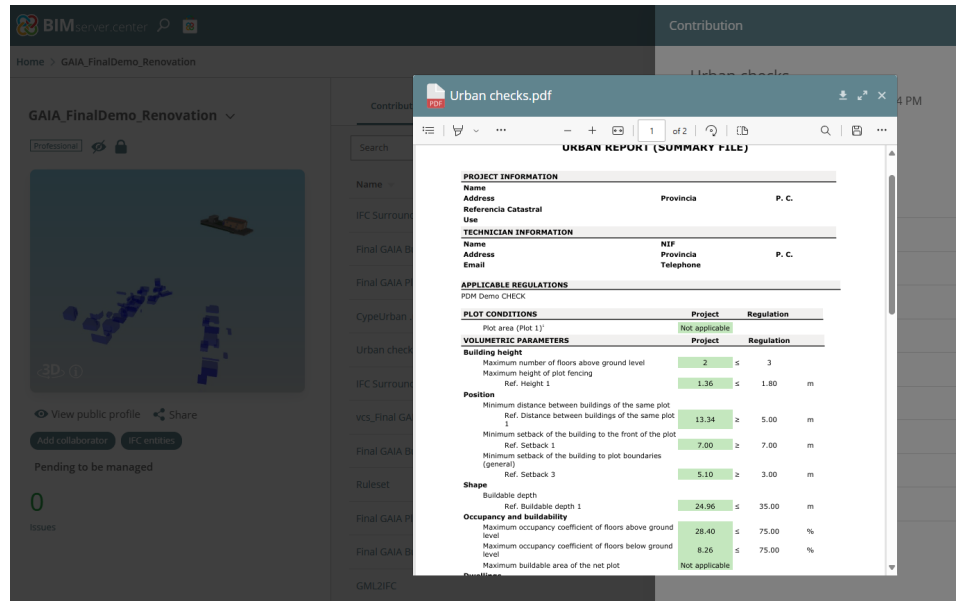 BIMserver.center
Contribution
Home > GAIA_FinalDemo_Renovation
Urban checks
4 PM
GAIA_FinalDemo_Renovation
Professional
3D
View public profile
Share
Add collaborator
IFC entities
Pending to be managed
0
Issues
Contribut
Search
Name
IFC Surround
Final GAIA B
Final GAIA P
CypeUrban
Urban check
IFC Surround
vcs_Final GA
Final GAIA B
Ruleset
Final GAIA P
Final GAIA B
GML2IFC
PDF
Urban checks.pdf
1 of 2
URBAN REPORT (SUMMARY FILE)
PROJECT INFORMATION
Name
Address Provincia P. C.
Referencia Catastral
Use
TECHNICIAN INFORMATION
Name NIF
Address Provincia P. C.
Email Telephone
APPLICABLE REGULATIONS
PDM Demo CHECK
PLOT CONDITIONS Project Regulation
Plot area (Plot 1)' Not applicable
VOLUMETRIC PARAMETERS Project Regulation
Building height
Maximum number of floors above ground level 2 ≤ 3
Maximum height of plot fencing
Ref. Height 1 1.36 ≤ 1.80 m
Position
Minimum distance between buildings of the same plot
Ref. Distance between buildings of the same plot
1 13.34 ≥ 5.00 m
Minimum setback of the building to the front of the plot
Ref. Setback 1 7.00 ≥ 7.00 m
Minimum setback of the building to plot boundaries
(general)
Ref. Setback 3 5.10 ≥ 3.00 m
Shape
Buildable depth
Ref. Buildable depth 1 24.96 ≤ 35.00 m
Occupancy and buildability
Maximum occupancy coefficient of floors above ground
level 28.40 ≤ 75.00 %
Maximum occupancy coefficient of floors below ground
level 8.26 ≤ 75.00 %
Maximum buildable area of the net plot Not applicable
Dwellings